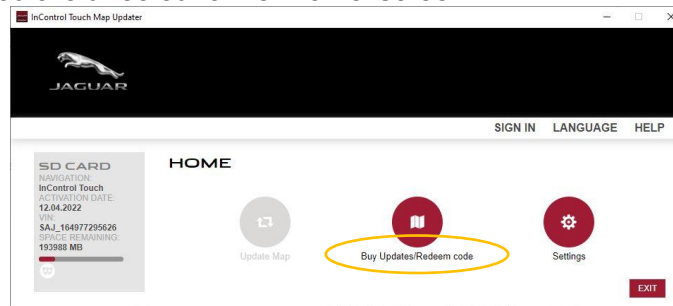 InControl Touch Map Updater
JAGUAR
SIGN IN LANGUAGE HELP
SD CARD
NAVIGATION:
InControl Touch
ACTIVATION DATE:
12.04.2022
VIN:
SAJ_164977295626
SPACE REMAINING:
193988 MB
HOME
Update Map
Buy Updates/Redeem code
Settings
EXIT